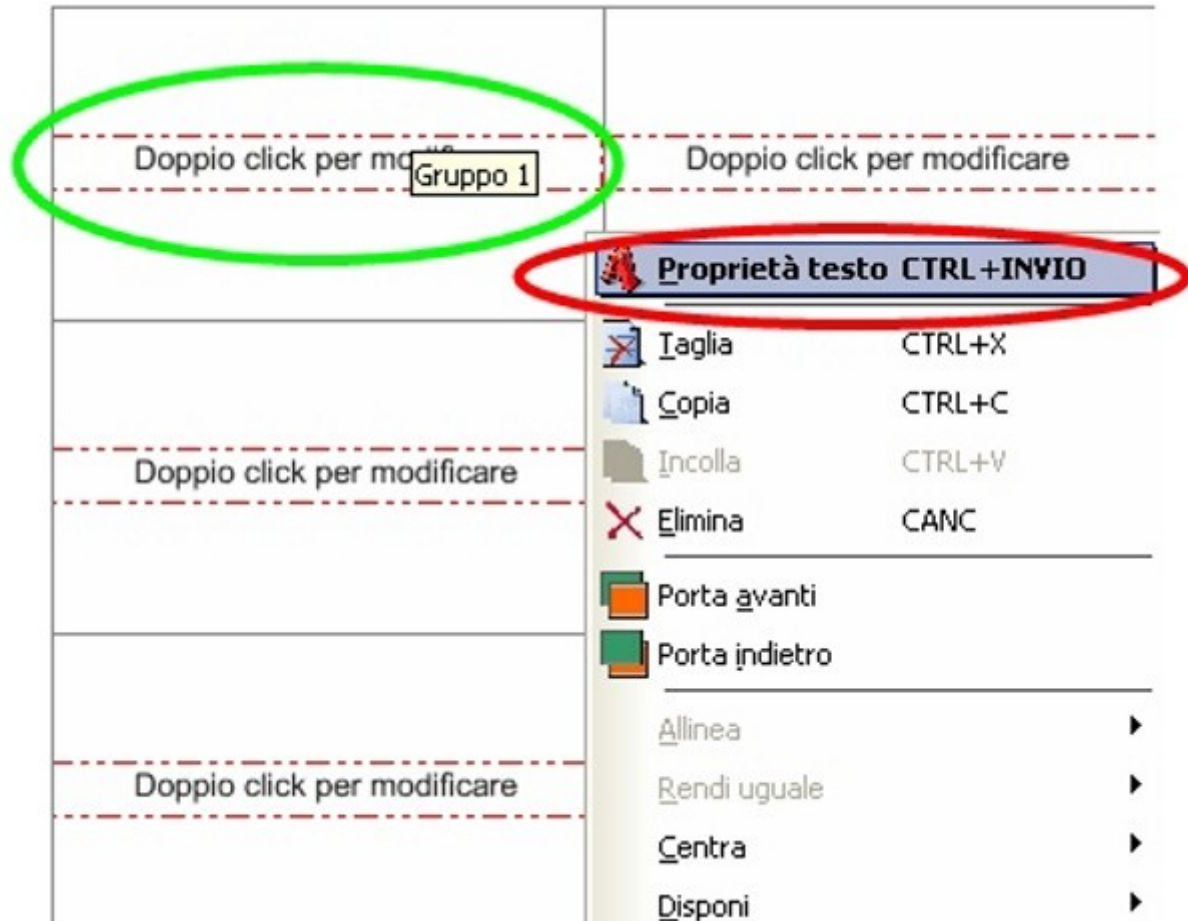 Doppio click per mo
Gruppo 1
Doppio click per modificare
Proprietà testo CTRL+INVIO
Taglia CTRL+X
Copia CTRL+C
Incolla CTRL+V
Elimina CANC
Porta avanti
Porta indietro
Allinea
Rendi uguale
Centra
Disponi
Doppio click per modificare
Doppio click per modificare